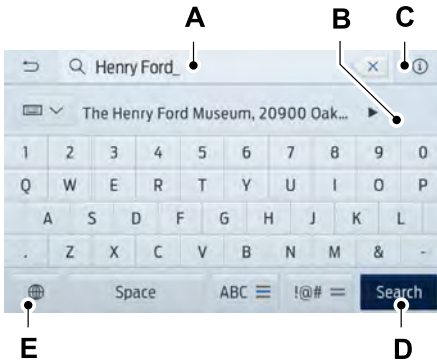 A B C
Henry Ford_
The Henry Ford Museum, 20900 Oak...
1 2 3 4 5 6 7 8 9 0
Q W E R T Y U I O P
A S D F G H J K L
. Z X C V B N M & -
Space ABC !@# = Search
E D